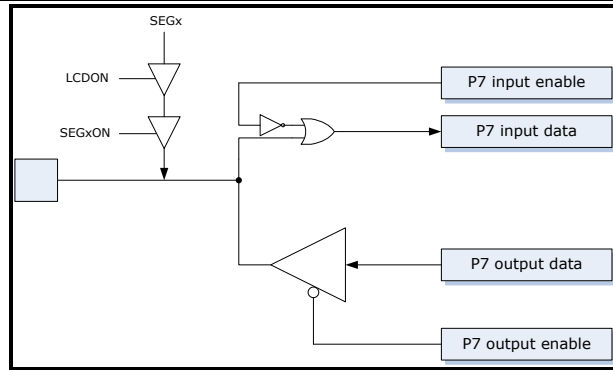 SEGx
LCDON
P7 input enable
P7 input data
SEGxON
P7 output data
P7 output enable